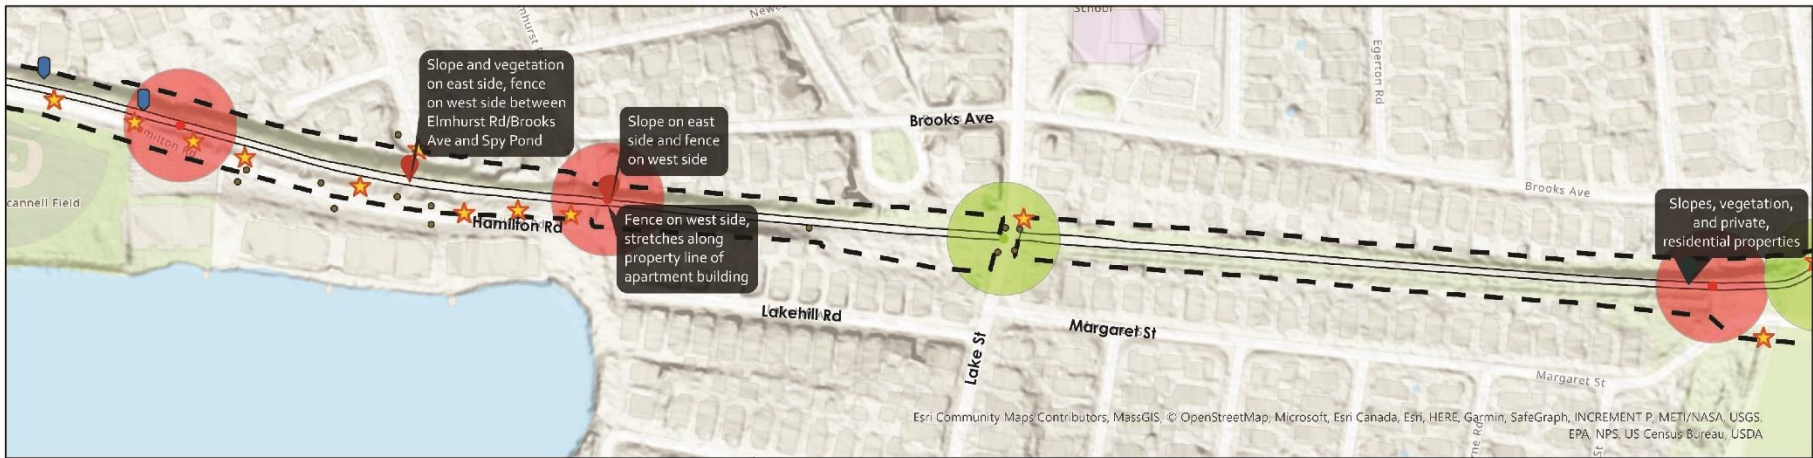 School
Slope and vegetation
on east side, fence
on west side between
Elmhurst Rd/Brooks
Ave and Spy Pond
Egerton Rd
Slope on east
side and fence
on west side
Brooks Ave
Brooks Ave
cannell Field
Hamilton Rd
Fence on west side,
stretches along
property line of
apartment building
Slopes, vegetation,
and private,
residential properties
Lakehill Rd
Margaret St
Lake St
Margaret St
Esri Community Maps Contributors, MassGIS, © OpenStreetMap, Microsoft, Esri Canada, Esri, HERE, Garmin, SafeGraph, INCREMENT P, METI/NASA, USGS,
EPA, NPS, US Census Bureau, USDA